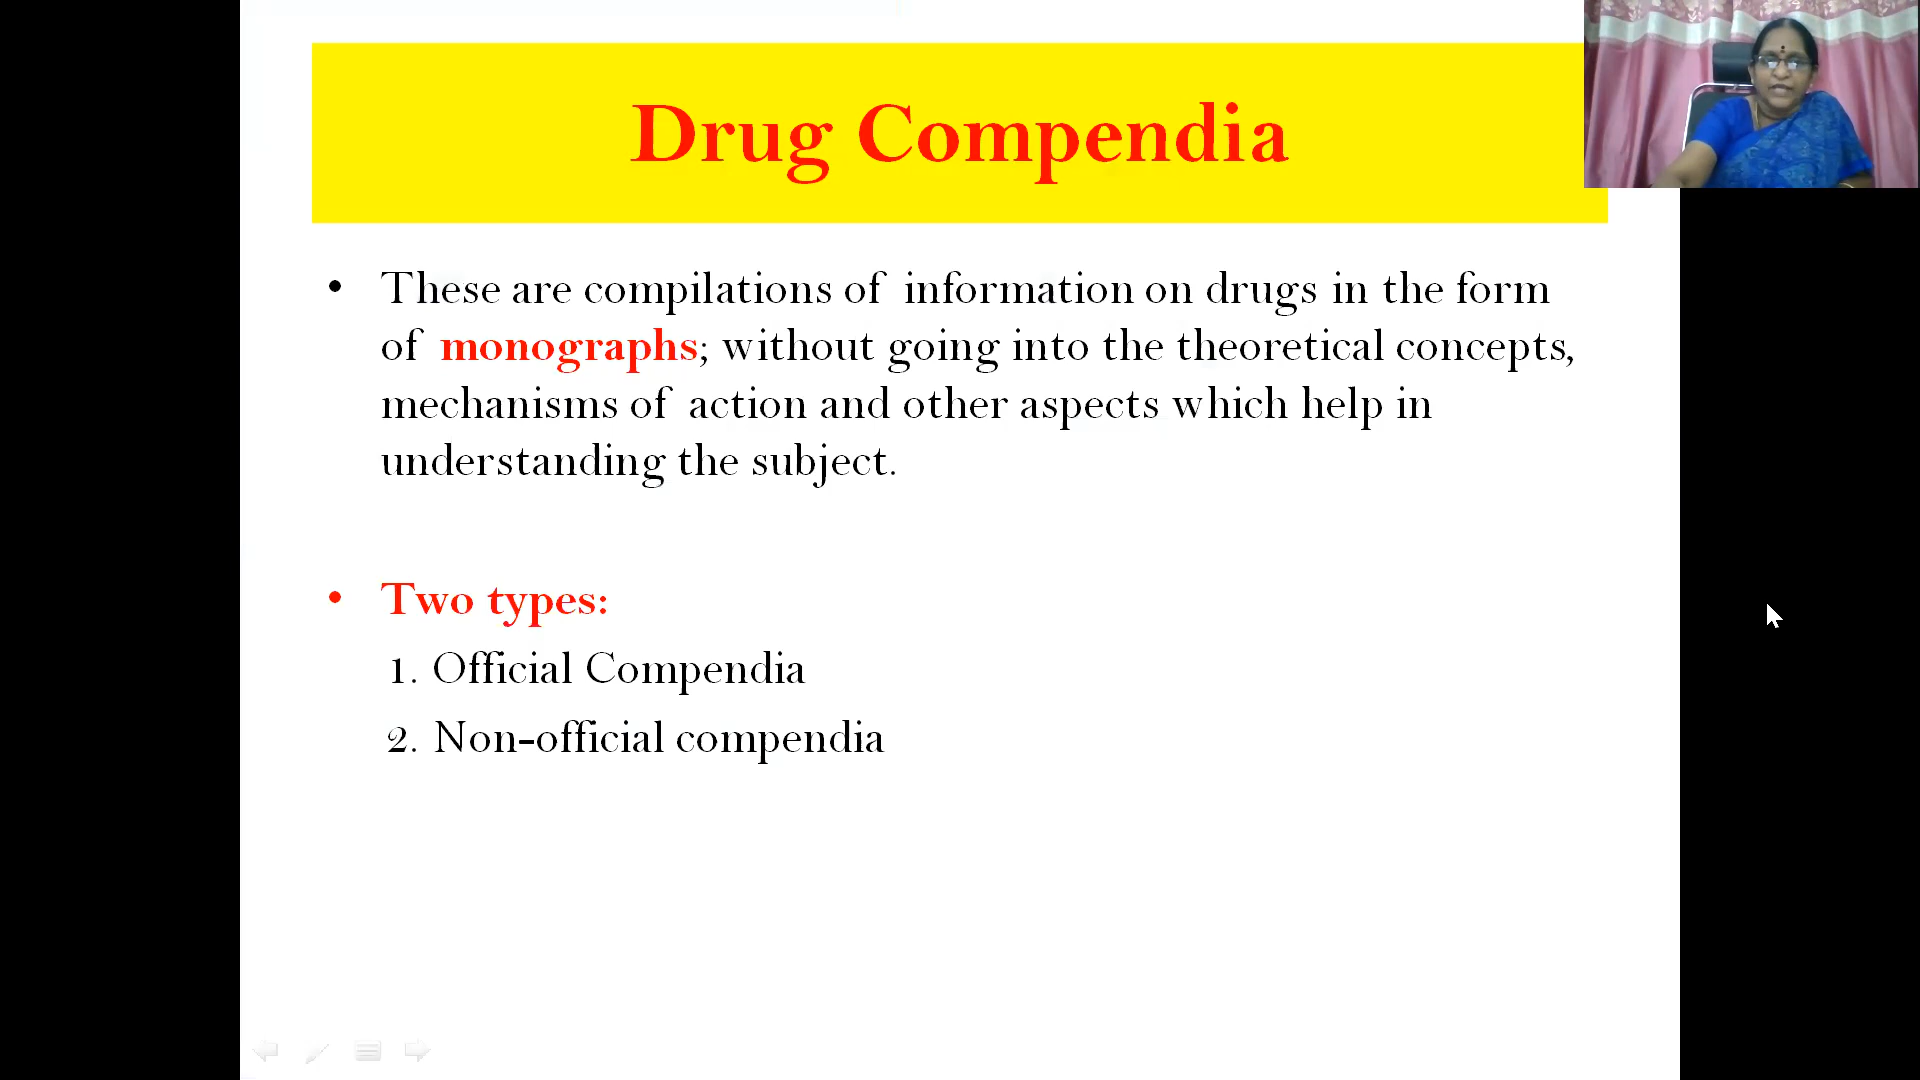 Drug Compendia
• These are compilations of information on drugs in the form
of monographs; without going into the theoretical concepts,
mechanisms of action and other aspects which help in
understanding the subject.
• Two types:
1. Official Compendia
2. Non-official compendia